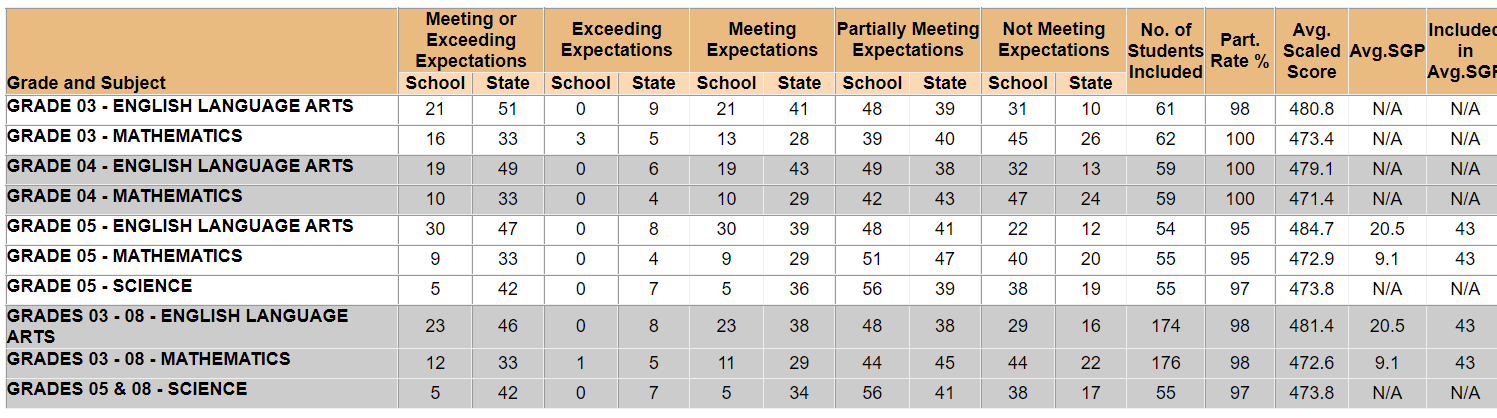 Grade and Subject Meeting or Exceeding Expectations Exceeding Expectations Meeting Expectations Partially Meeting Expectations Not Meeting Expectations No. of Students Included Part. Rate % Avg. Scaled Score Avg.SGP Included in Avg.SGP
School State School State School State School State School State
GRADE 03 - ENGLISH LANGUAGE ARTS 21 51 0 9 21 41 48 39 31 10 61 98 480.8 N/A N/A
GRADE 03 - MATHEMATICS 16 33 3 5 13 28 39 40 45 26 62 100 473.4 N/A N/A
GRADE 04 - ENGLISH LANGUAGE ARTS 19 49 0 6 19 43 49 38 32 13 59 100 479.1 N/A N/A
GRADE 04 - MATHEMATICS 10 33 0 4 10 29 42 43 47 24 59 100 471.4 N/A N/A
GRADE 05 - ENGLISH LANGUAGE ARTS 30 47 0 8 30 39 48 41 22 12 54 95 484.7 20.5 43
GRADE 05 - MATHEMATICS 9 33 0 4 9 29 51 47 40 20 55 95 472.9 9.1 43
GRADE 05 - SCIENCE 5 42 0 7 5 36 56 39 38 19 55 97 473.8 N/A N/A
GRADES 03 - 08 - ENGLISH LANGUAGE ARTS 23 46 0 8 23 38 48 38 29 16 174 98 481.4 20.5 43
GRADES 03 - 08 - MATHEMATICS 12 33 1 5 11 29 44 45 44 22 176 98 472.6 9.1 43
GRADES 05 & 08 - SCIENCE 5 42 0 7 5 34 56 41 38 17 55 97 473.8 N/A N/A